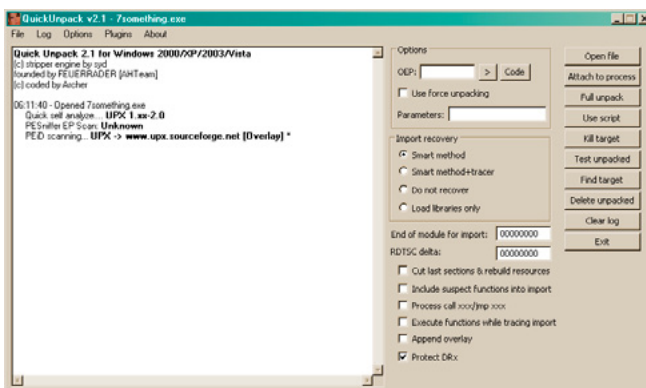 QuickUnpack v2.1 - 7something.exe
File Log Options Plugins About
Quick Unpack 2.1 for Windows 2000/XP/2003/Vista
(c) stripper engine by syd
founded by FEUERRADER [AHTeam]
(c) coded by Archer
06:11:40 - Opened 7something.exe
Quick self analyze... UPX 1.xx-2.0
PESniffer EP Scan: Unknown
PEiD scanning... UPX -> www.upx.sourceforge.net [Overlay] *
Options
OEP:
>
Code
Use force unpacking
Parameters:
Import recovery
Smart method
Smart method+tracer
Do not recover
Load libraries only
End of module for import: 00000000
RDTSC delta: 00000000
Cut last sections & rebuild resources
Include suspect functions into import
Process call xxx/jmp xxx
Execute functions while tracing import
Append overlay
Protect DRx
Open file
Attach to process
Full unpack
Use script
Kill target
Test unpacked
Find target
Delete unpacked
Clear log
Exit